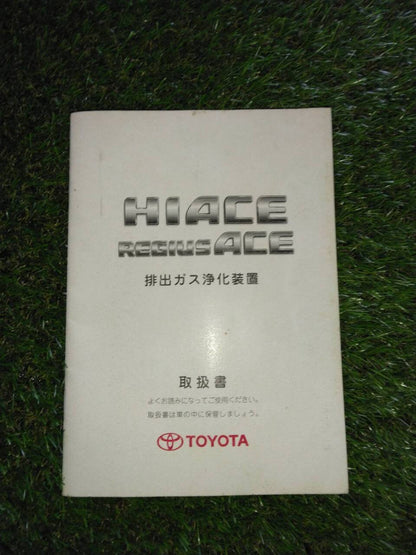 HIACE
REGIUS ACE
排出ガス浄化装置
取扱書
よくお読みになってご使用ください。
取扱書は車の中に保管しましょう。
TOYOTA